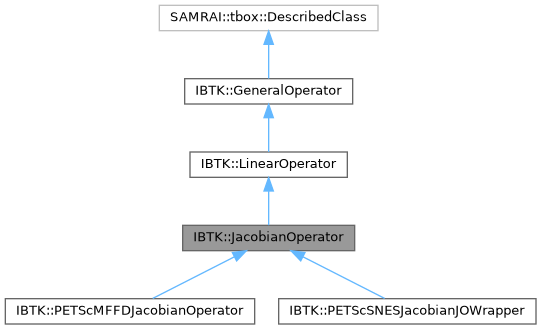 SAMRAI::tbox::DescribedClass
IBTK::GeneralOperator
IBTK::LinearOperator
IBTK::JacobianOperator
IBTK::PETScMFFDJacobianOperator
IBTK::PETScSNESJacobianJOWrapper